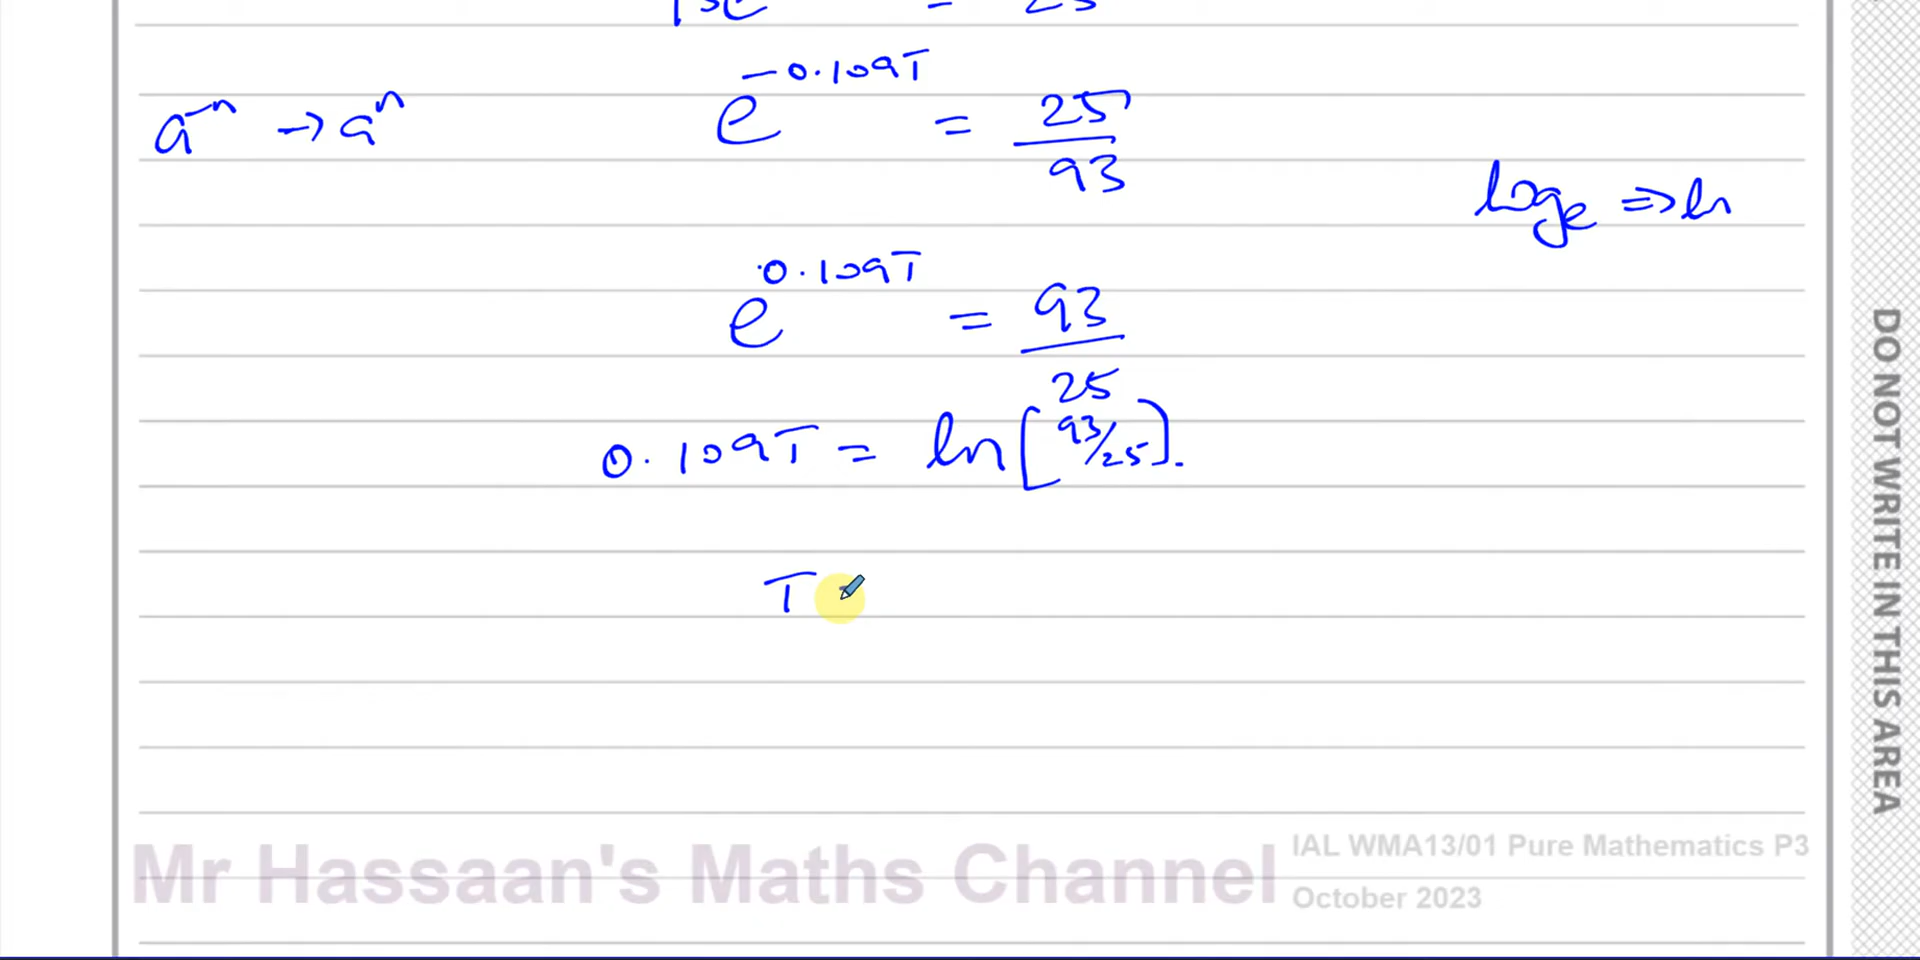 e^{-0.109T} = 25/93
a^{-n} → a^n
log_e ⇒ ln
e^{0.109T} = 93/25
0.109T = ln[93/25].
T
Mr Hassaan's Maths Channel
IAL WMA13/01 Pure Mathematics P3
October 2023
DO NOT WRITE IN THIS AREA